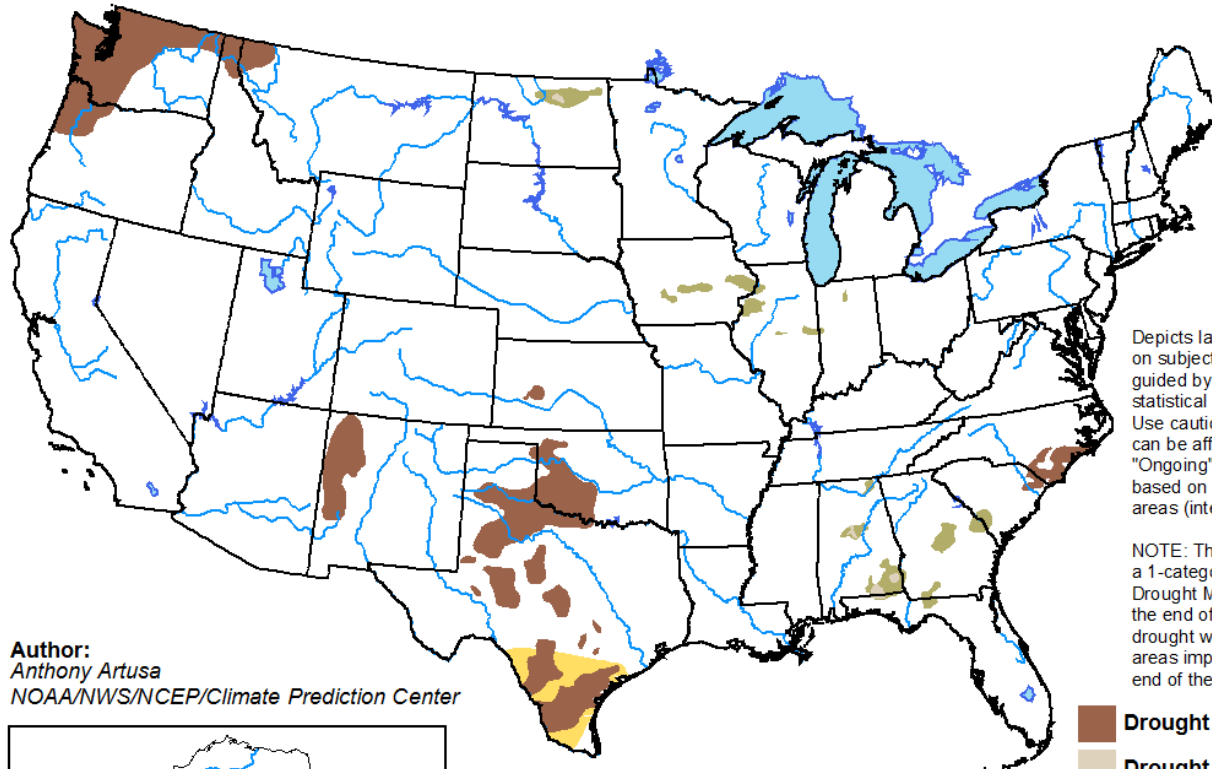 Depicts la
on subject
guided by
statistical
Use cautio
can be aff
"Ongoing"
based on
areas (inte
NOTE: Th
a 1-catego
Drought M
the end of
drought w
areas imp
end of the
Author:
Anthony Artusa
NOAA/NWS/NCEP/Climate Prediction Center
Drought
Drought